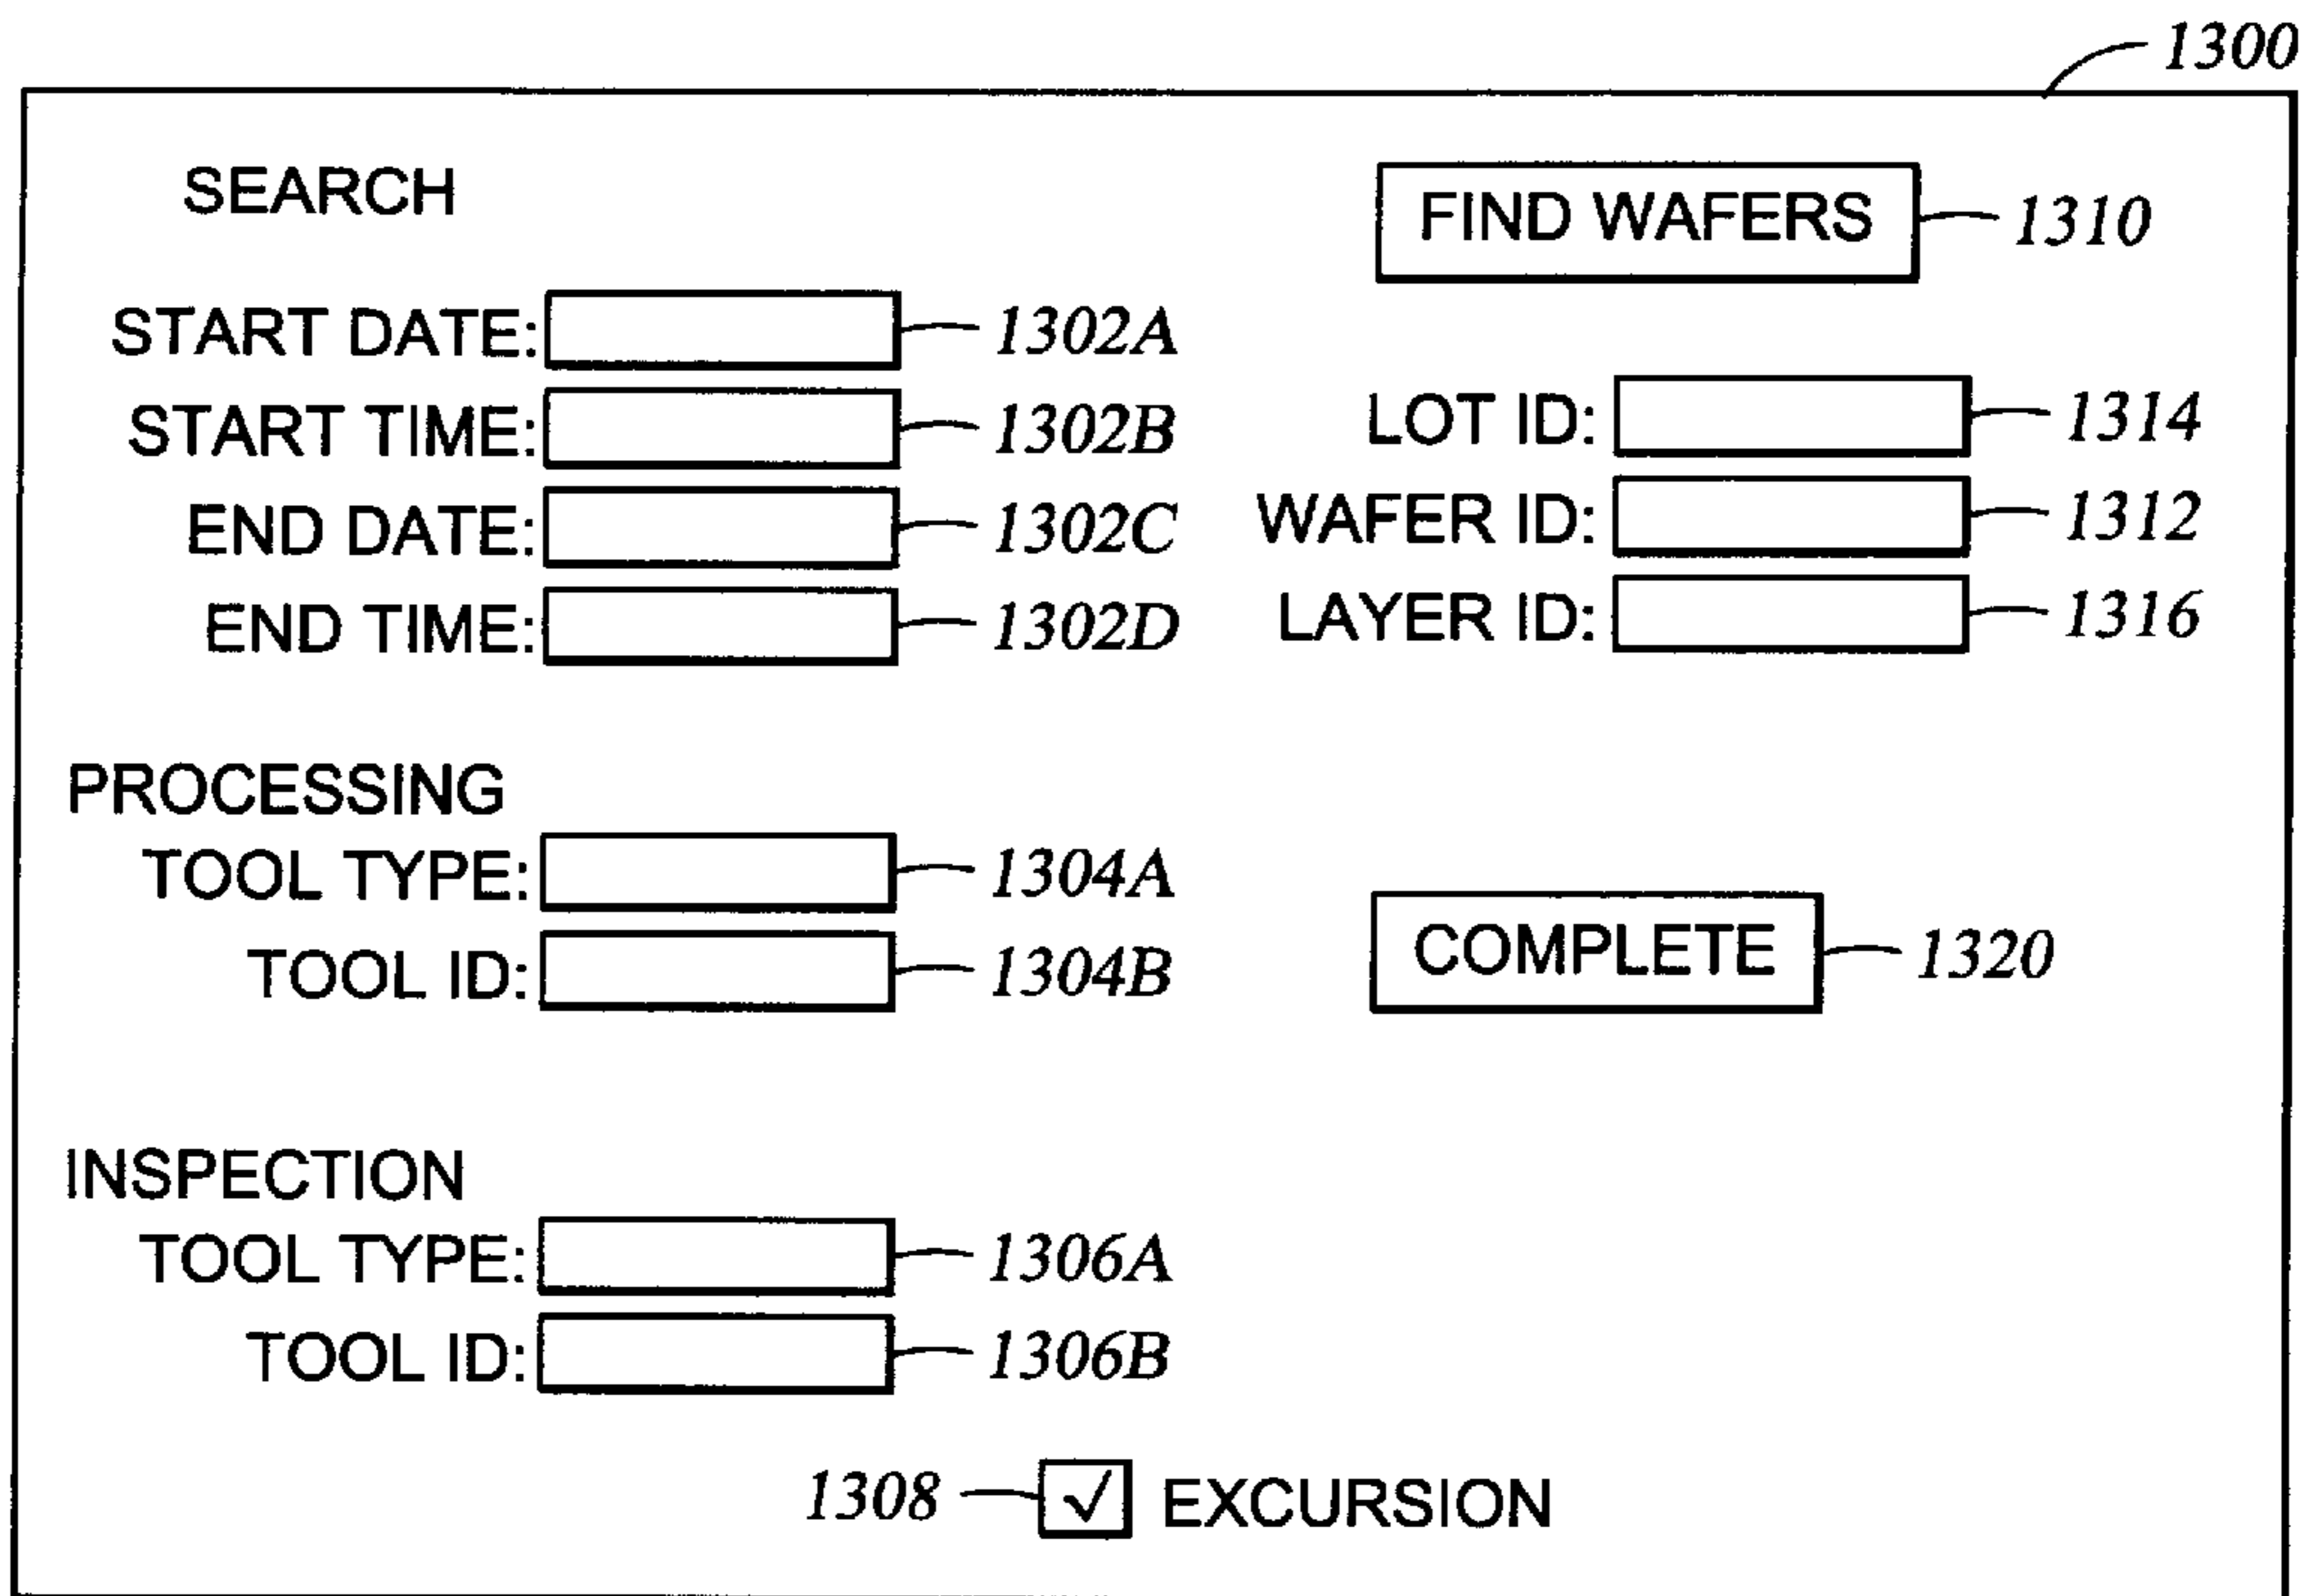 1300
SEARCH
FIND WAFERS 1310
START DATE: 1302A
START TIME: 1302B
END DATE: 1302C
END TIME: 1302D
LOT ID: 1314
WAFER ID: 1312
LAYER ID: 1316
PROCESSING
TOOL TYPE: 1304A
TOOL ID: 1304B
COMPLETE 1320
INSPECTION
TOOL TYPE: 1306A
TOOL ID: 1306B
1308 ✓ EXCURSION